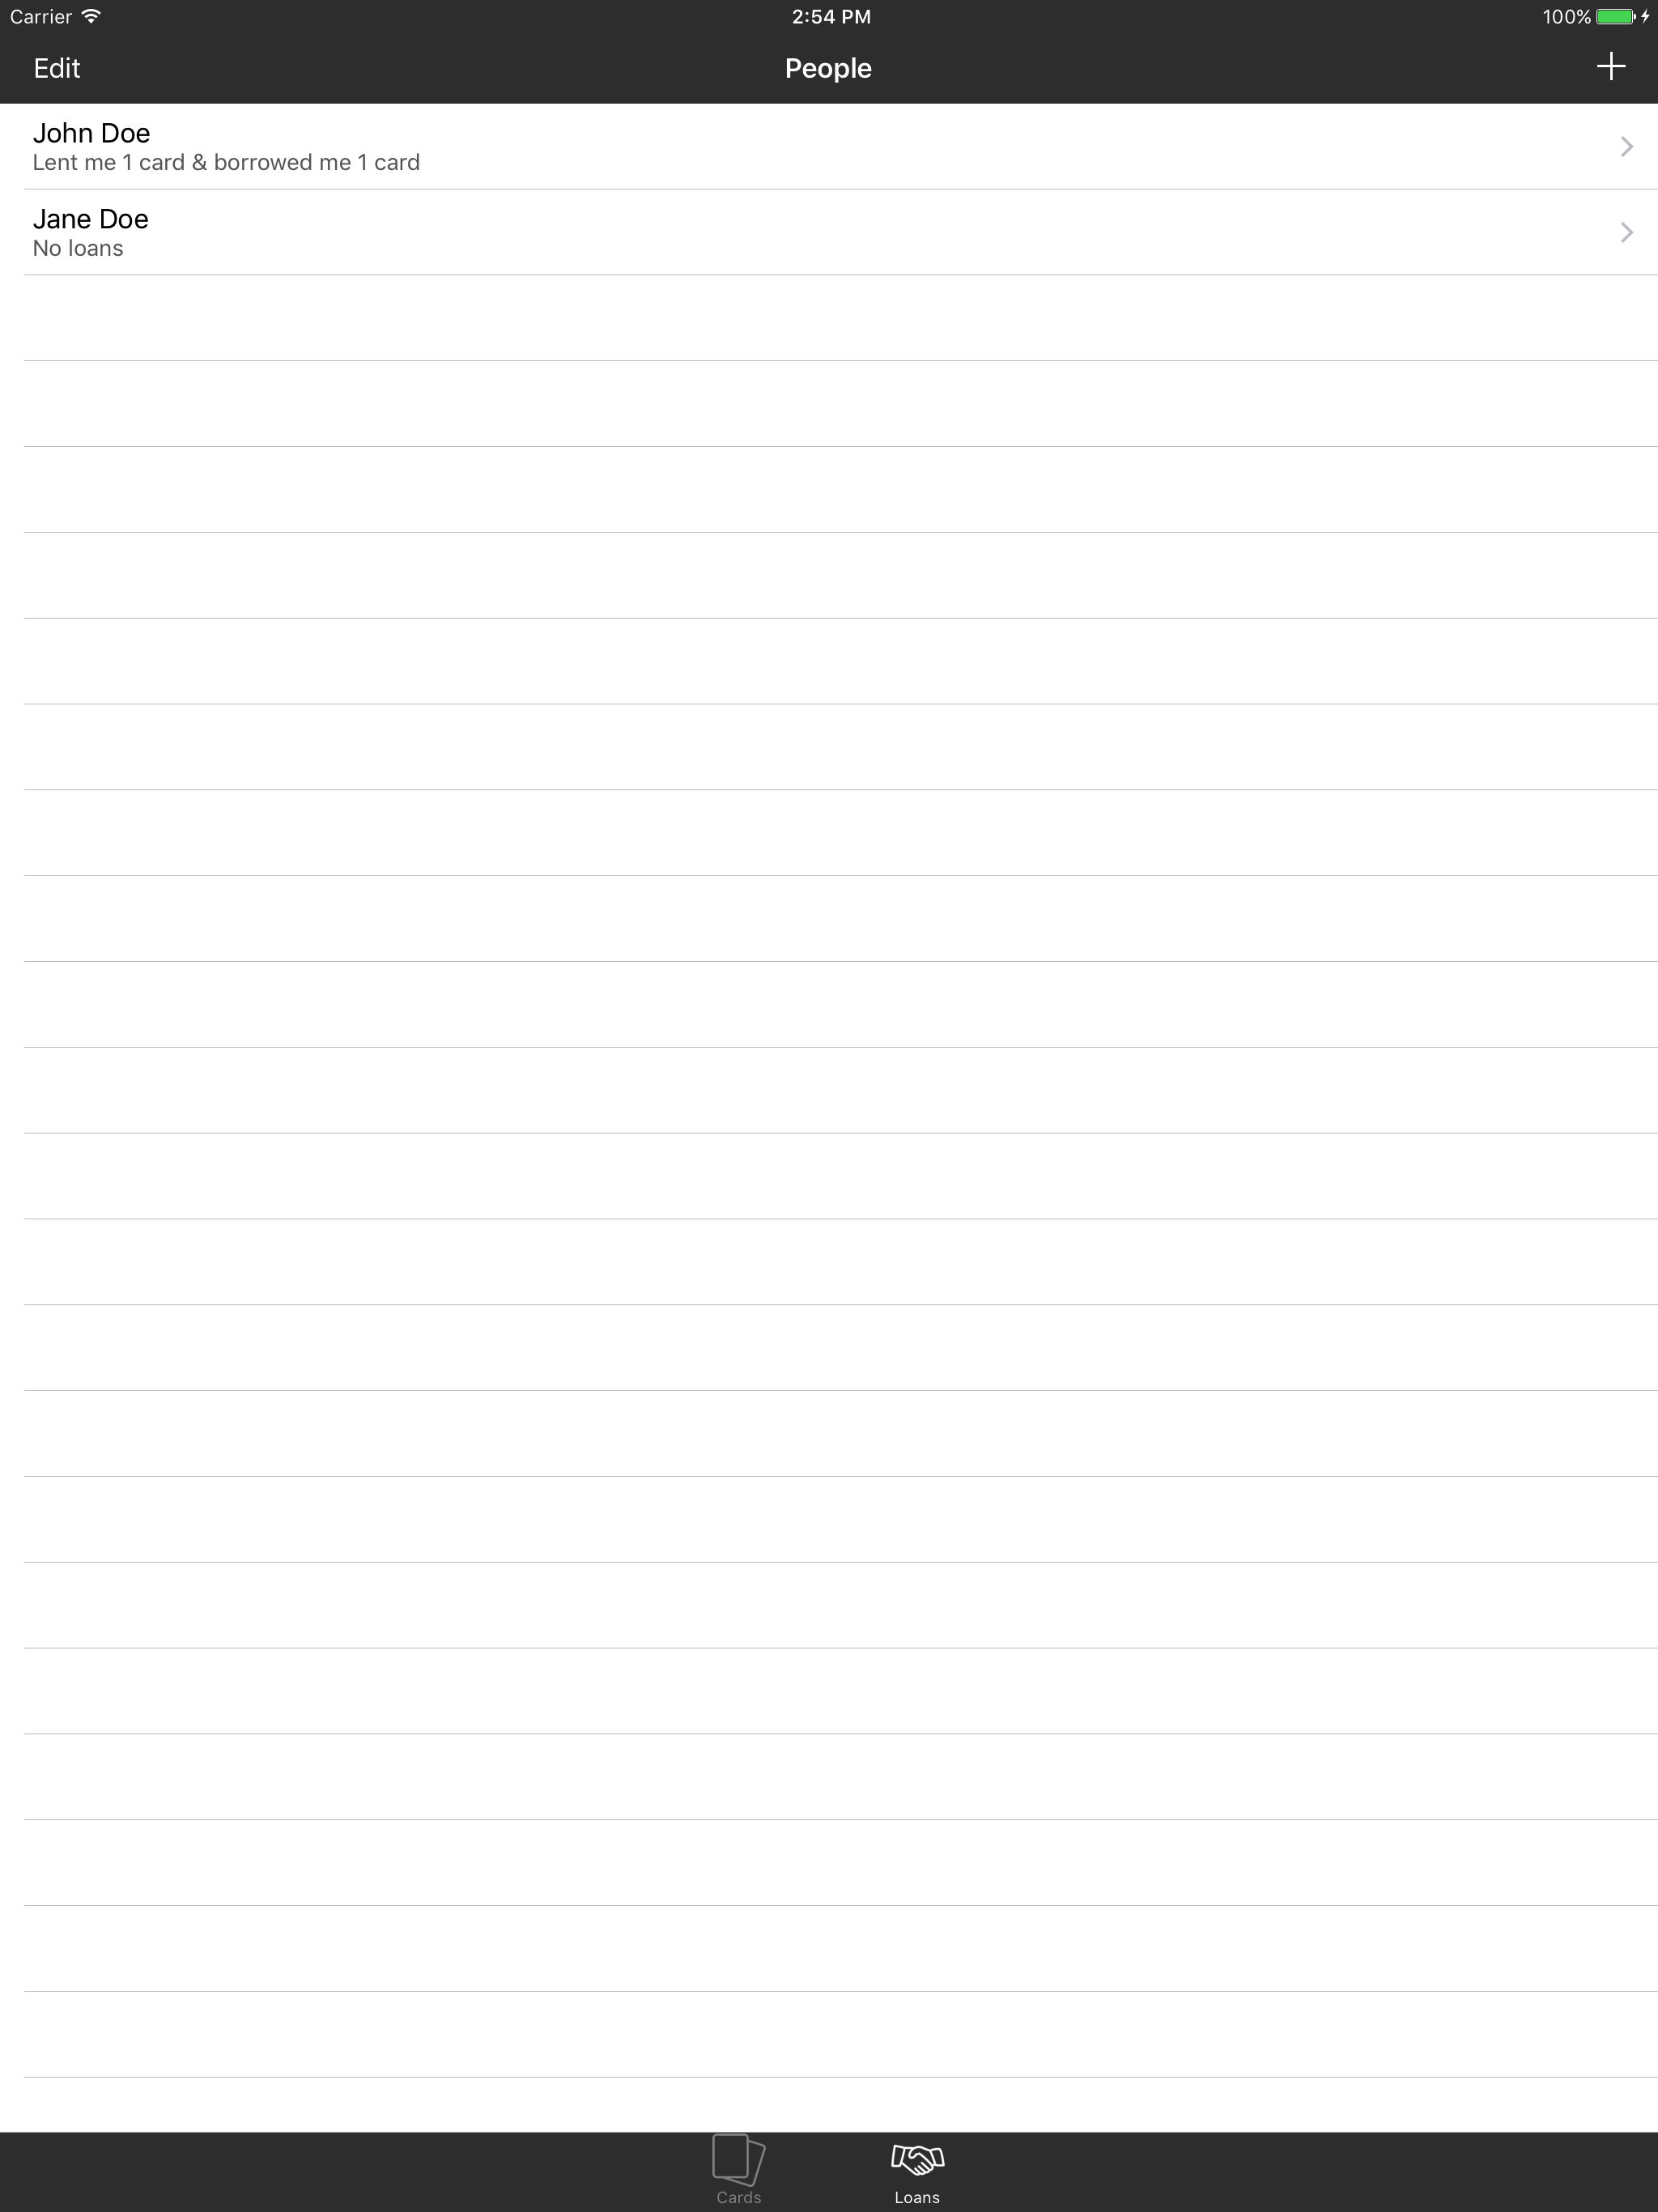 Carrier 2:54 PM 100%
Edit People
John Doe
Lent me 1 card & borrowed me 1 card
Jane Doe
No loans
Cards Loans